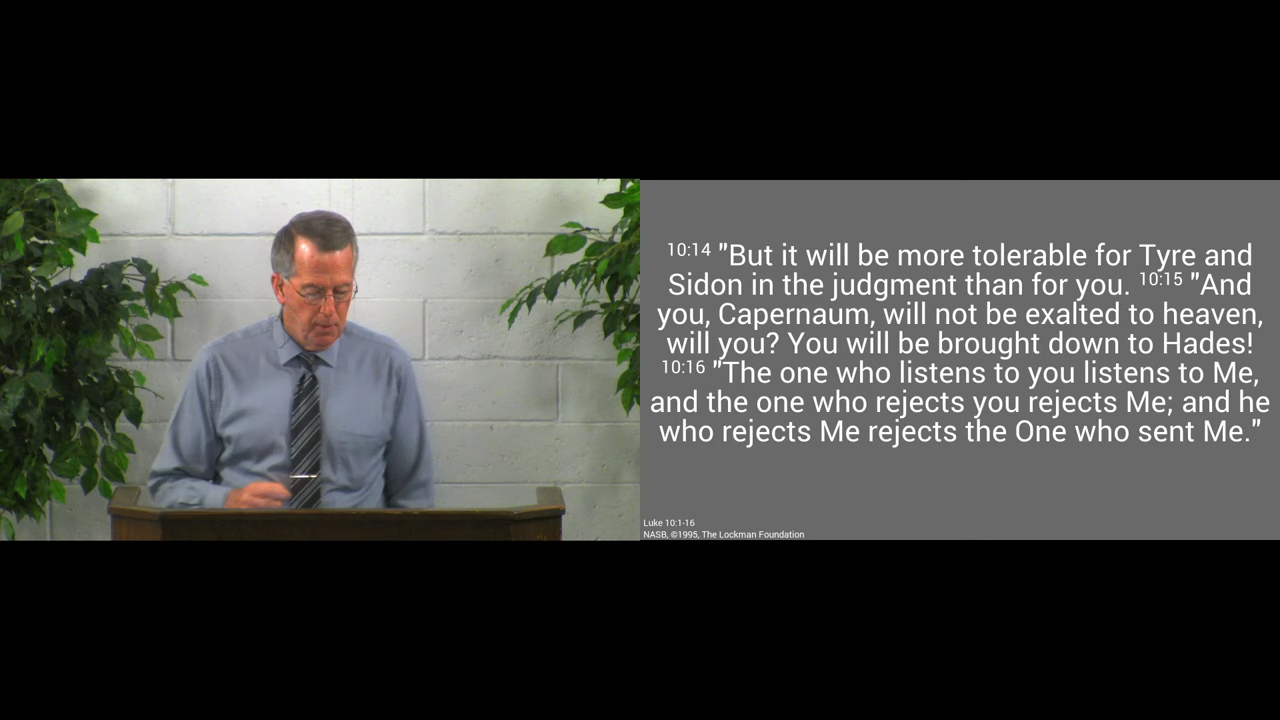 10:14 "But it will be more tolerable for Tyre and
Sidon in the judgment than for you. 10:15 "And
you, Capernaum, will not be exalted to heaven,
will you? You will be brought down to Hades!
10:16 "The one who listens to you listens to Me,
and the one who rejects you rejects Me; and he
who rejects Me rejects the One who sent Me."
Luke 10:1-16
NASB, ©1995, The Lockman Foundation